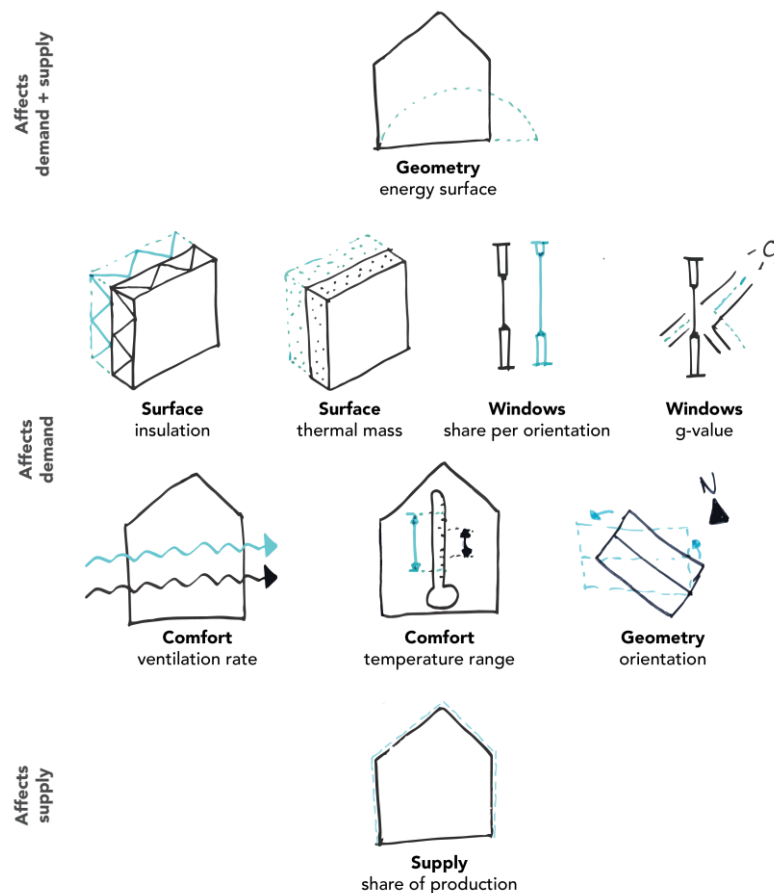 Affects
demand + supply
Geometry
energy surface
Affects
demand
Surface
insulation
Surface
thermal mass
Windows
share per orientation
Windows
g-value
N
Comfort
ventilation rate
Comfort
temperature range
Geometry
orientation
Affects
supply
Supply
share of production